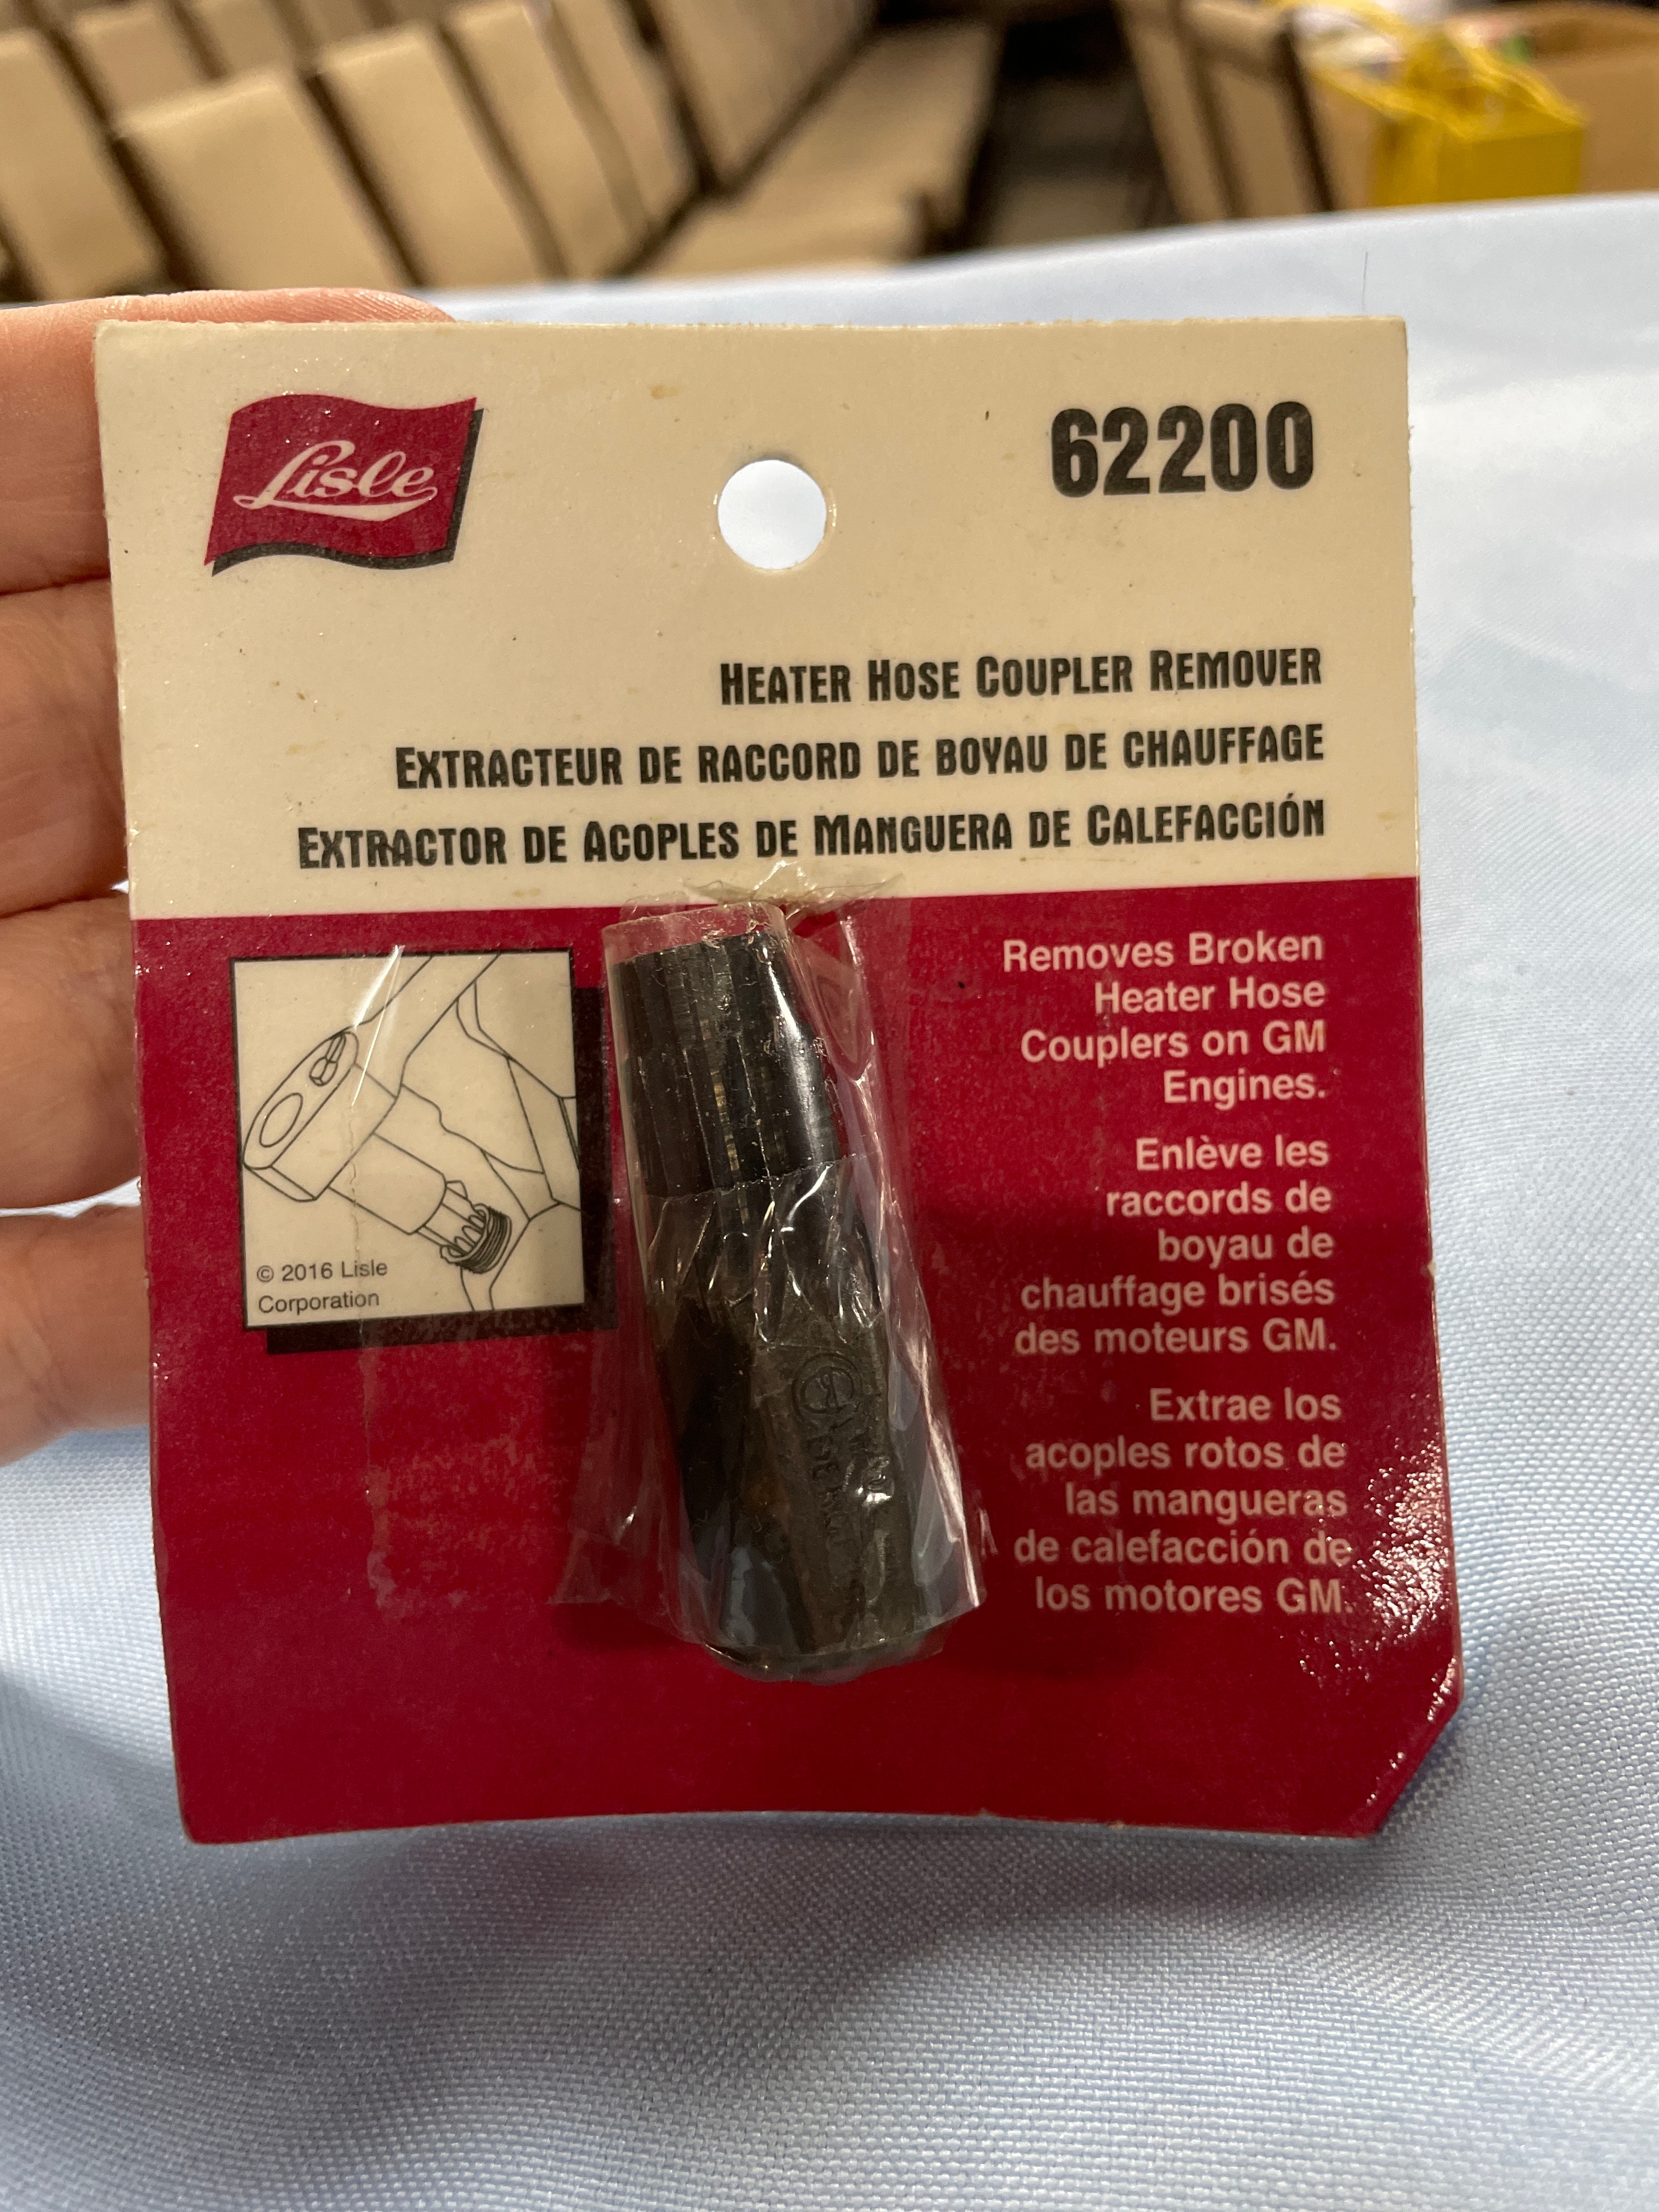 Lisle
62200
HEATER HOSE COUPLER REMOVER
EXTRACTEUR DE RACCORD DE BOYAU DE CHAUFFAGE
EXTRACTOR DE ACOPLES DE MANGUERA DE CALEFACCIÓN
© 2016 Lisle
Corporation
Removes Broken
Heater Hose
Couplers on GM
Engines.
Enlève les
raccords de
boyau de
chauffage brisés
des moteurs GM.
Extrae los
acoples rotos de
las mangueras
de calefacción de
los motores GM.